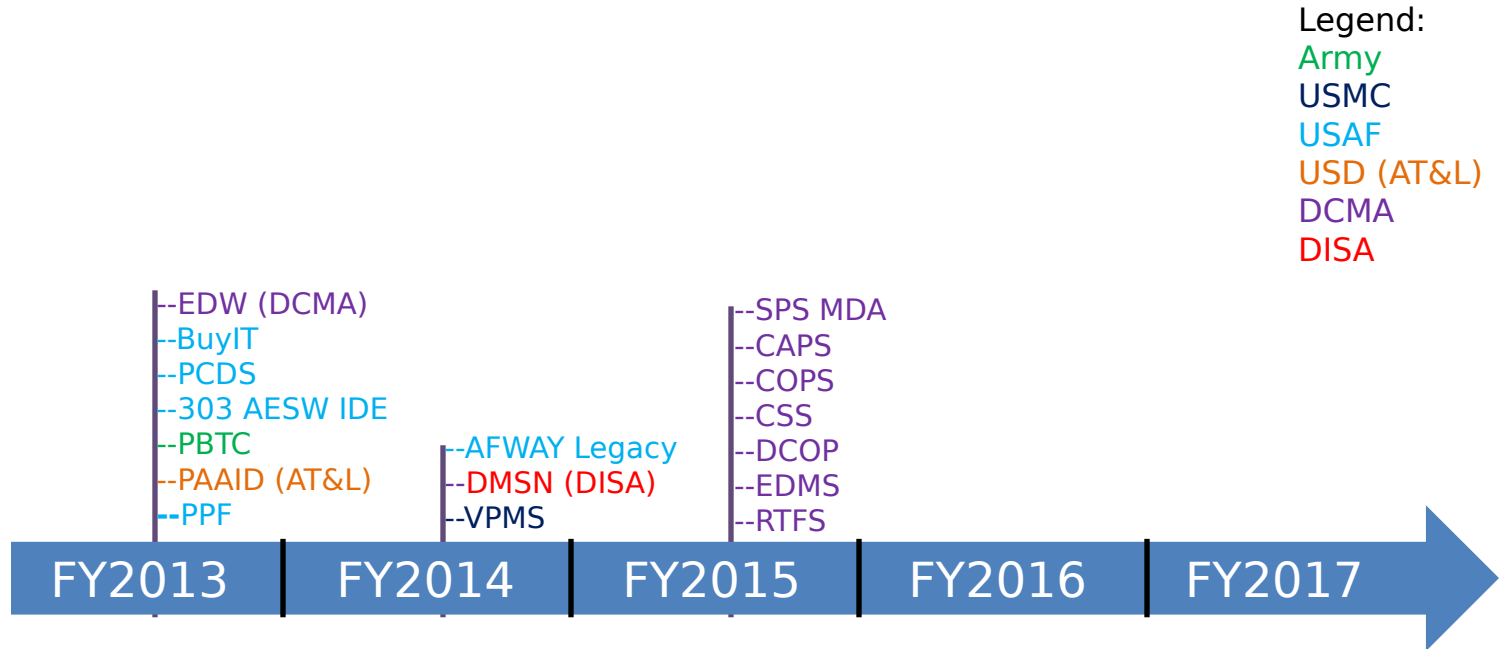 Legend:
Army
USMC
USAF
USD (AT&L)
DCMA
DISA
--EDW (DCMA)
--BuyIT
--PCDS
--303 AESW IDE
--PBTC
--PAAID (AT&L)
--PPF
--AFWAY Legacy
--DMSN (DISA)
--VPMS
--SPS MDA
--CAPS
--COPS
--CSS
--DCOP
--EDMS
--RTFS
FY2013 FY2014 FY2015 FY2016 FY2017